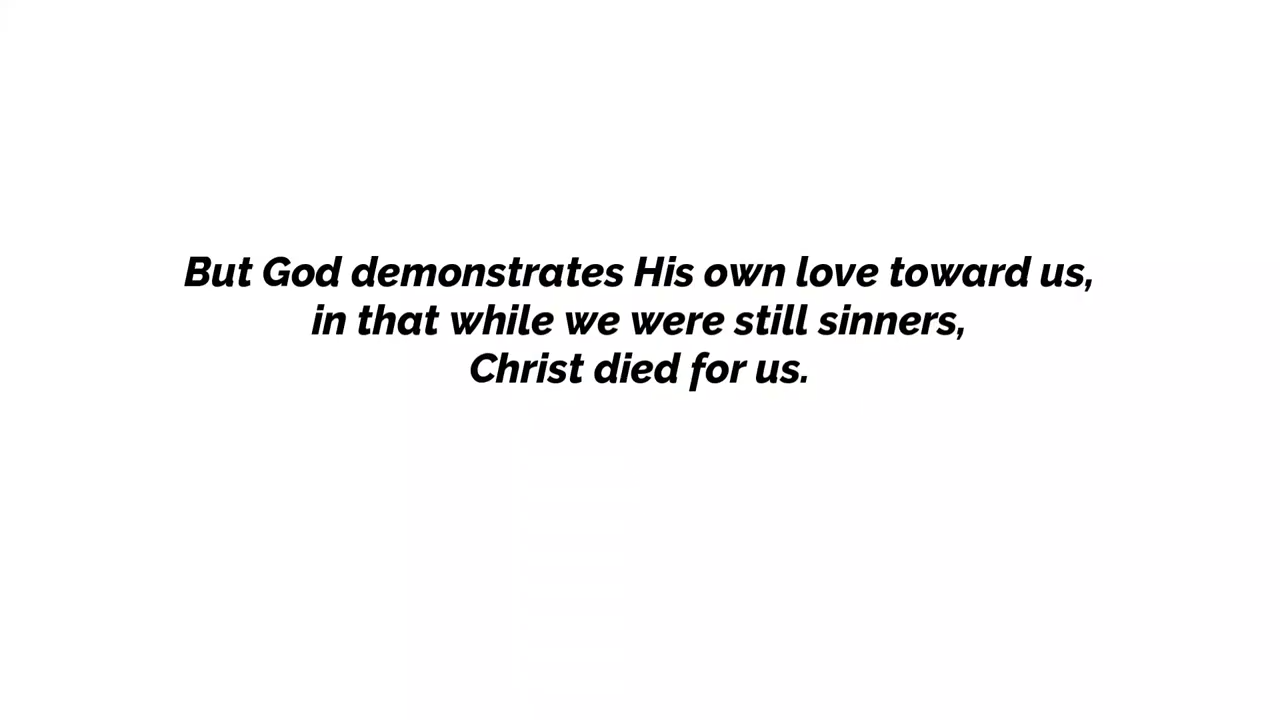 But God demonstrates His own love toward us,
in that while we were still sinners,
Christ died for us.